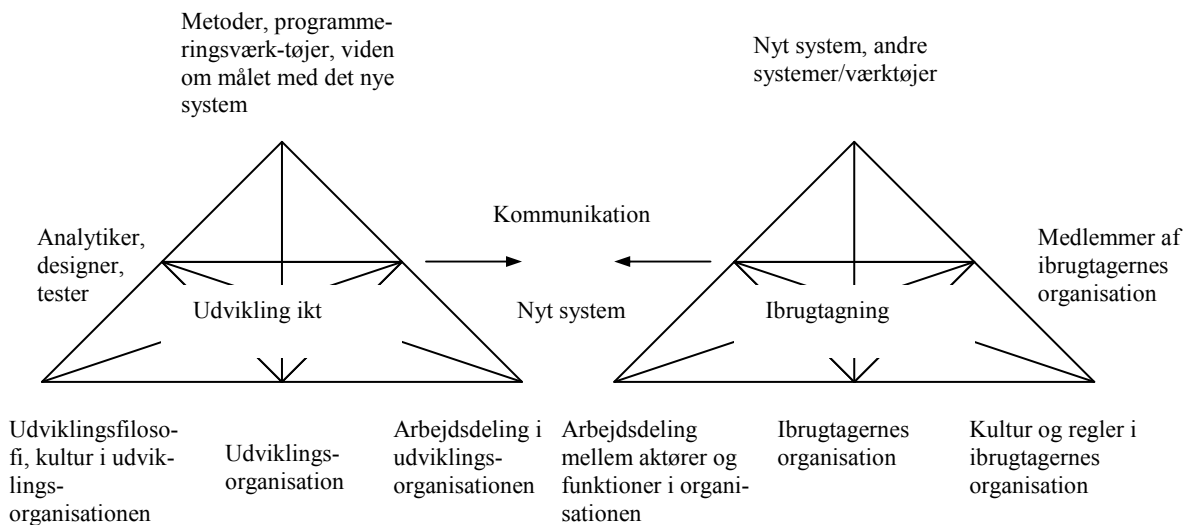 Metoder, programme-
ringsværk-tøjer, viden
om målet med det nye
system
Nyt system, andre
systemer/værktøjer
Analytiker,
designer,
tester
Kommunikation
Medlemmer af
ibrugtagernes
organisation
Udvikling ikt
Nyt system
Ibrugtagning
Udviklingsfiloso-
fi, kultur i udvik-
lings-
organisationen
Udviklings-
organisation
Arbejdsdeling i
udviklings-
organisationen
Arbejdsdeling
mellem aktører og
funktioner i organi-
sationen
Ibrugtagernes
organisation
Kultur og regler i
ibrugtagernes
organisation